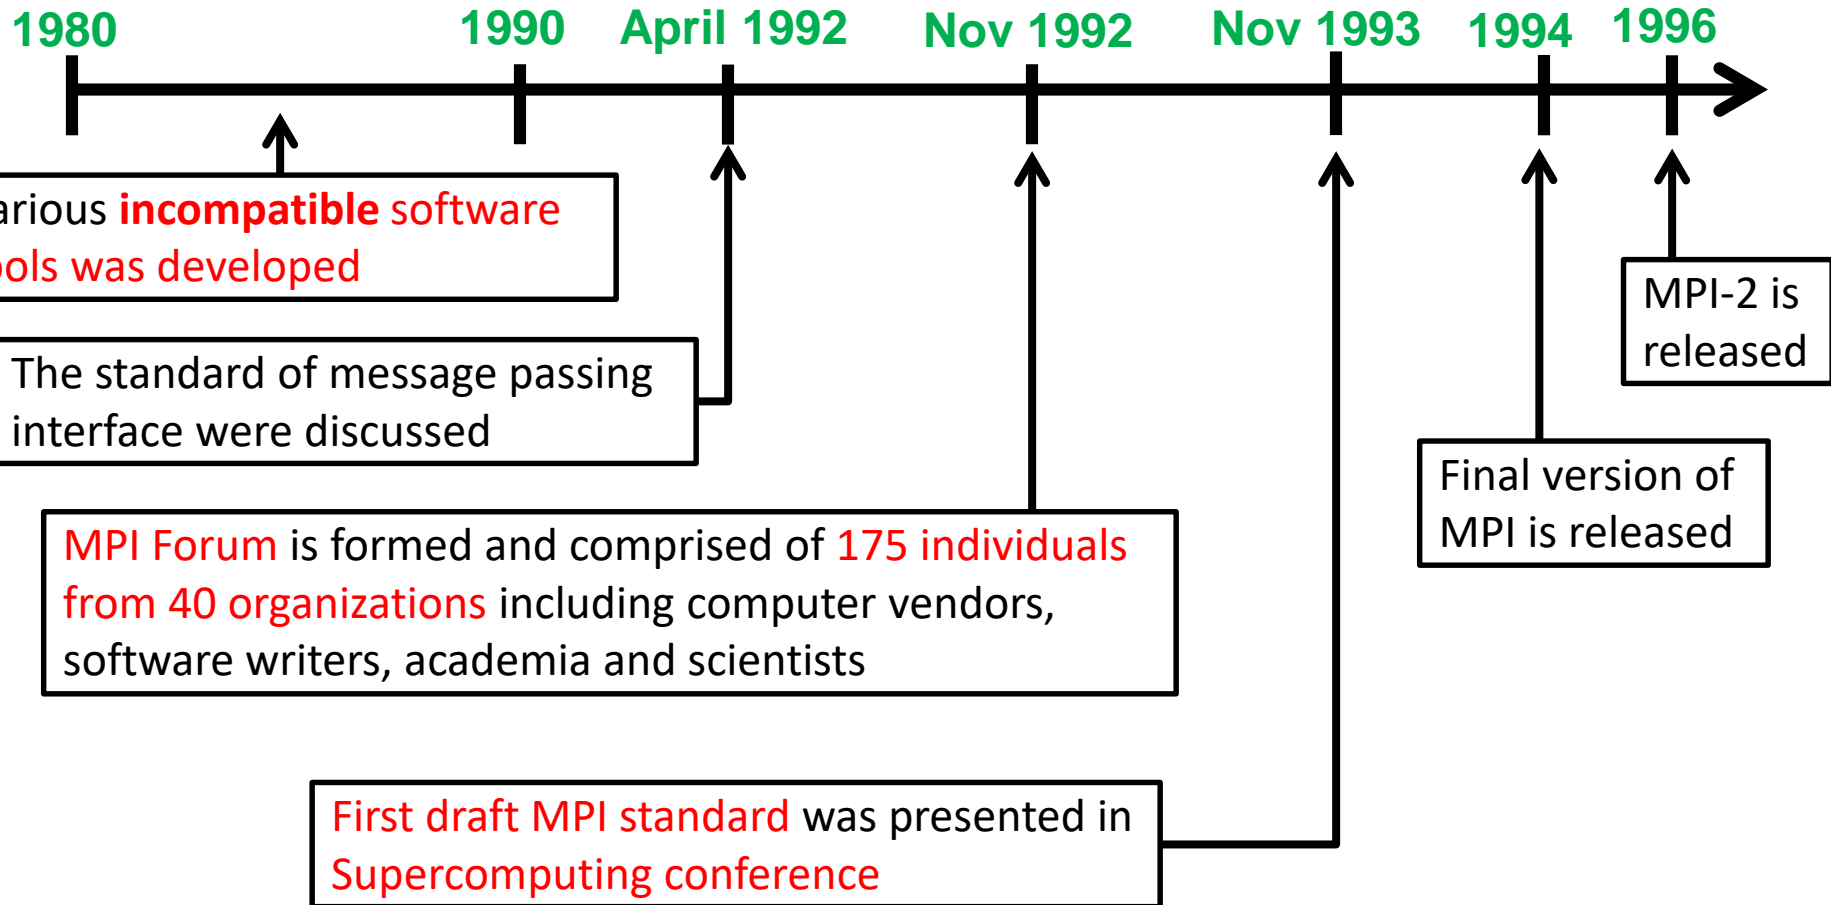 1980 1990 April 1992 Nov 1992 Nov 1993 1994 1996
arious incompatible software
ools was developed
The standard of message passing
interface were discussed
MPI Forum is formed and comprised of 175 individuals
from 40 organizations including computer vendors,
software writers, academia and scientists
First draft MPI standard was presented in
Supercomputing conference
Final version of
MPI is released
MPI-2 is
released